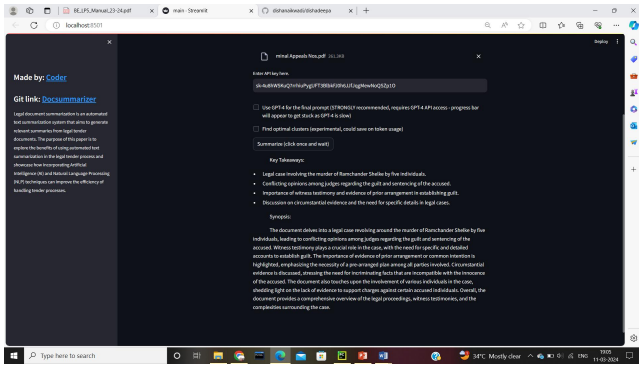 BE_LP5_Manual_23-24.pdf
main · Streamlit
dishanakwadi/dishadeepa
localhost:8501
Deploy
Made by: Coder
Git link: Docsummarizer
Legal document summarization is an automated
text summarization system that aims to generate
relevant summaries from legal tender
documents. The purpose of this paper is to
explore the benefits of using automated text
summarization in the legal tender process and
showcase how incorporating Artificial
Intelligence (AI) and Natural Language Processing
(NLP) techniques can improve the efficiency of
handling tender processes.
minal Appeals Nos.pdf
Enter API key here.
Use GPT-4 for the final prompt (STRONGLY recommended, requires GPT-4 API access - progress bar
will appear to get stuck as GPT-4 is slow)
Find optimal clusters (experimental, could save on token usage)
Summarize (click once and wait)
Key Takeaways:
Legal case involving the murder of Ramchander Shelke by five individuals.
Conflicting opinions among judges regarding the guilt and sentencing of the accused.
Importance of witness testimony and evidence of prior arrangement in establishing guilt.
Discussion on circumstantial evidence and the need for specific details in legal cases.
Synopsis:
The document delves into a legal case revolving around the murder of Ramchander Shelke by five
individuals, leading to conflicting opinions among judges regarding the guilt and sentencing of the
accused. Witness testimony plays a crucial role in the case, with the need for specific and detailed
accounts to establish guilt. The importance of evidence of prior arrangement or common intention is
highlighted, emphasizing the necessity of a pre-arranged plan among all parties involved. Circumstantial
evidence is discussed, stressing the need for incriminating facts that are incompatible with the innocence
of the accused. The document also touches upon the involvement of various individuals in the case,
shedding light on the lack of evidence to support charges against certain accused individuals. Overall, the
document provides a comprehensive overview of the legal proceedings, witness testimonies, and the
complexities surrounding the case.
Type here to search
34°C Mostly clear
ENG
19:05
11-03-2024